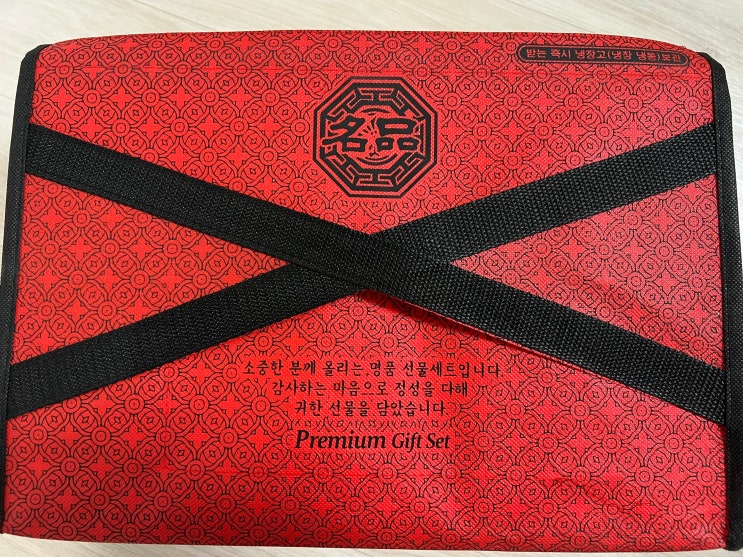 받는 즉시 냉장고(냉장 냉동)보관
名品
소중한 분께 올리는 명품 선물세트입니다.
감사하는 마음으로 정성을 다해
귀한 선물을 담았습니다.
Premium Gift Set